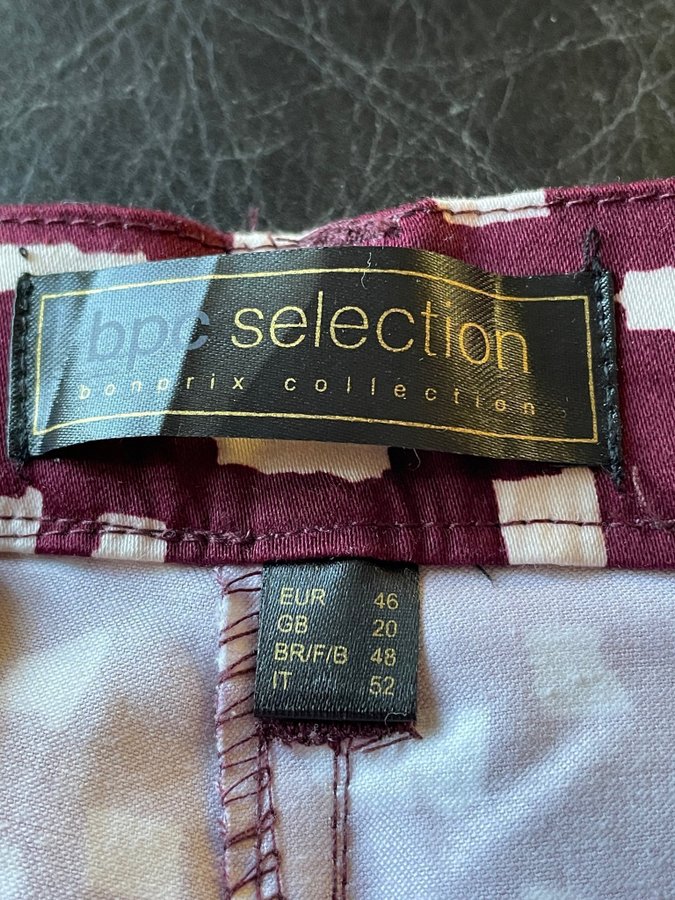 bpc selection
bonprix collection
EUR 46
GB 20
BR/F/B 48
IT 52